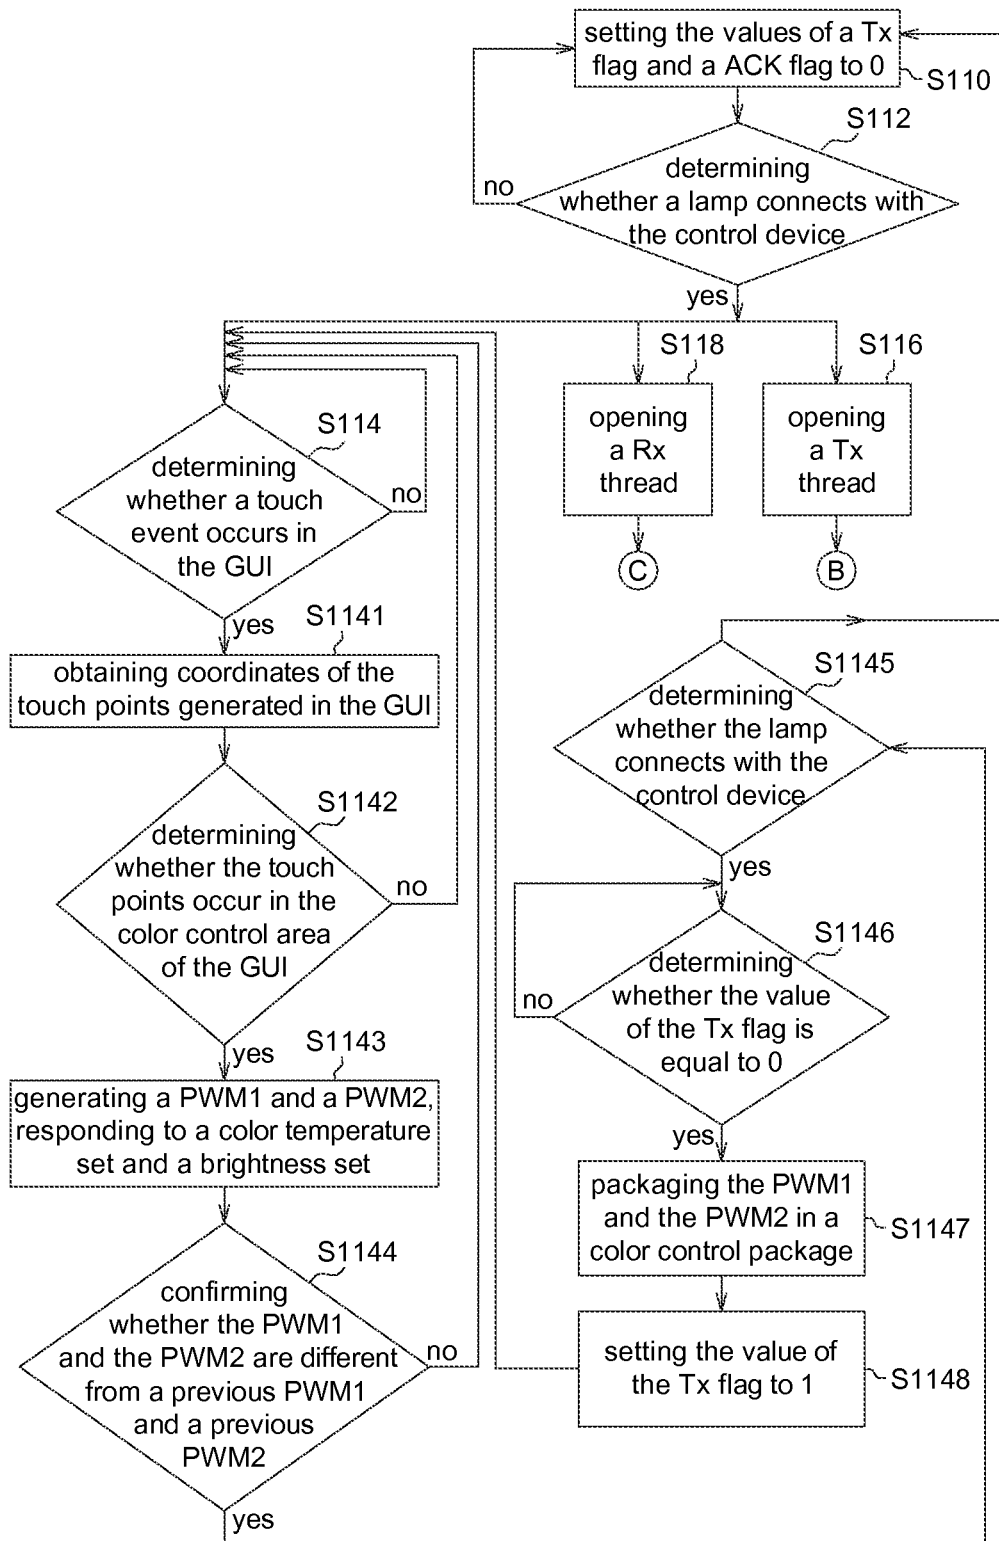 setting the values of a Tx
flag and a ACK flag to 0
S110
S112
determining
whether a lamp connects with
the control device
no
yes
S118
S116
opening
a Rx
thread
opening
a Tx
thread
C
B
S114
determining
whether a touch
event occurs in
the GUI
no
yes
S1141
obtaining coordinates of the
touch points generated in the GUI
S1142
determining
whether the touch
points occur in the
color control area
of the GUI
no
yes
S1143
generating a PWM1 and a PWM2,
responding to a color temperature
set and a brightness set
S1144
confirming
whether the PWM1
and the PWM2 are different
from a previous PWM1
and a previous
PWM2
no
yes
S1145
determining
whether the lamp
connects with the
control device
yes
S1146
determining
whether the value
of the Tx flag is
equal to 0
no
yes
packaging the PWM1
and the PWM2 in a
color control package
S1147
setting the value of
the Tx flag to 1
S1148